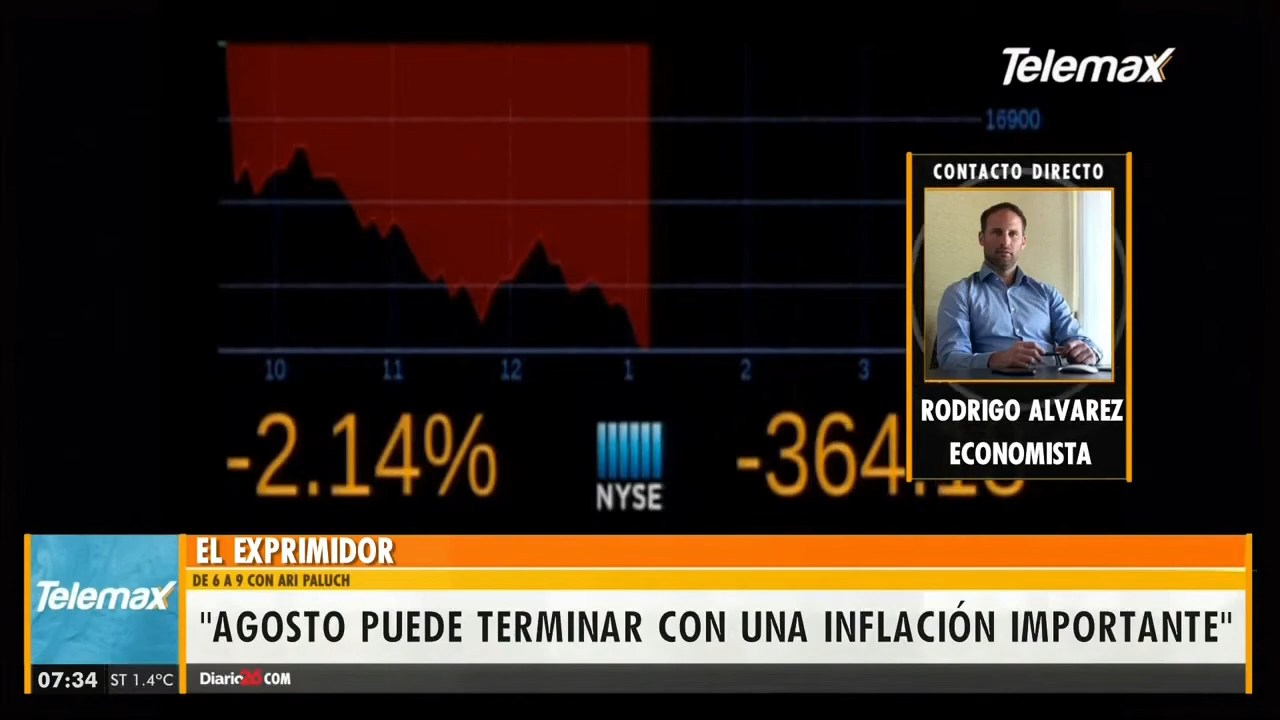 Telemax
16900
CONTACTO DIRECTO
10 11 12 1 2 3
RODRIGO ALVAREZ
ECONOMISTA
-2.14%
NYSE
EL EXPRIMIDOR
DE 6 A 9 CON ARI PALUCH
Telemax
"AGOSTO PUEDE TERMINAR CON UNA INFLACIÓN IMPORTANTE"
07:34 ST 1.4°C
Diario26.COM